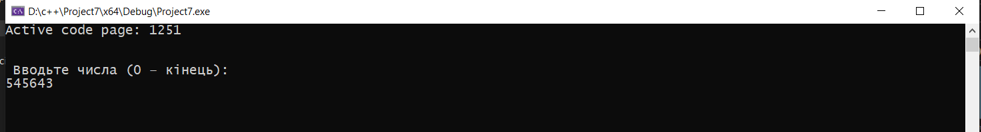 D:\c++\Project7\x64\Debug\Project7.exe
Active code page: 1251
Вводьте числа (0 – кінець):
545643